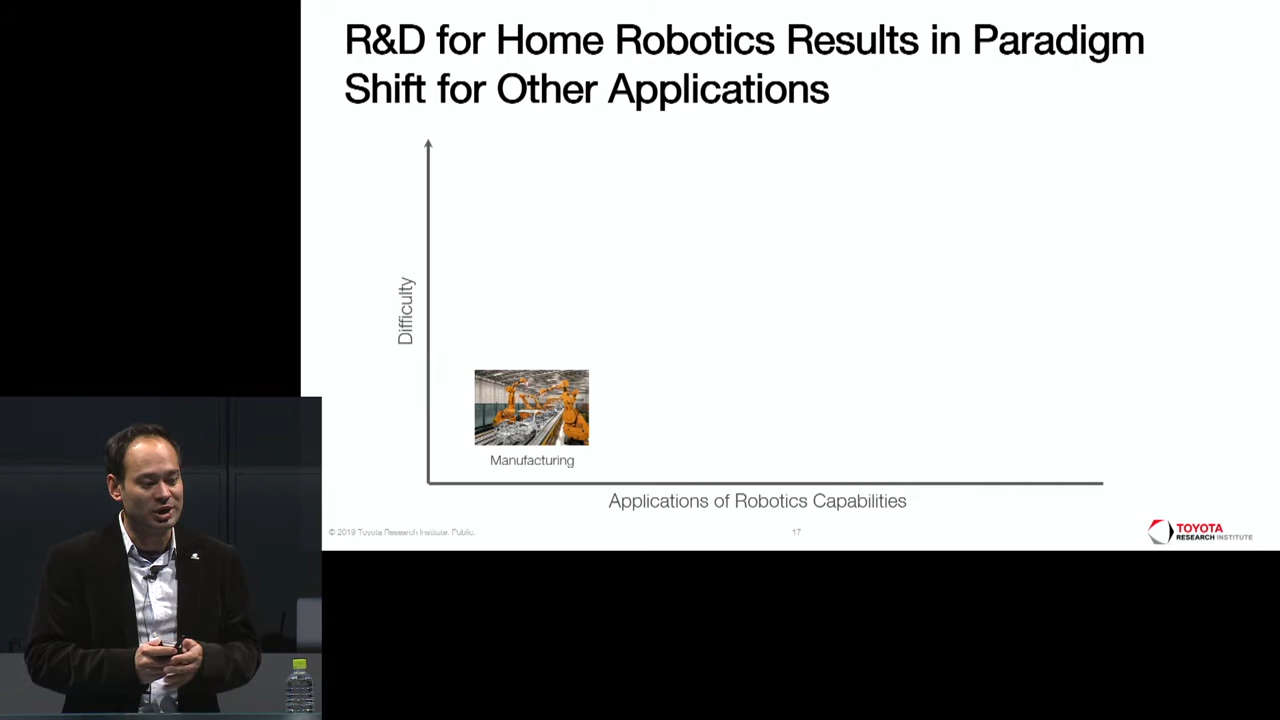 R&D for Home Robotics Results in Paradigm
Shift for Other Applications
Difficulty
Manufacturing
Applications of Robotics Capabilities
© 2019 Toyota Research Institute. Public.
17
TOYOTA
RESEARCH INSTITUTE